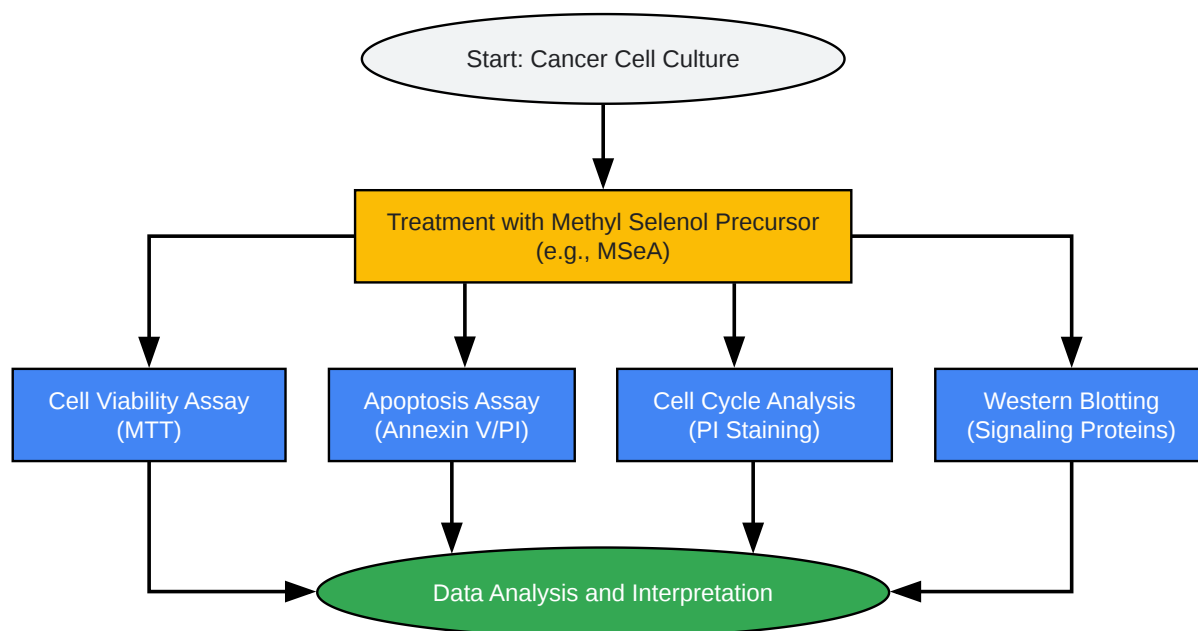 Start: Cancer Cell Culture
Treatment with Methyl Selenol Precursor
(e.g., MSeA)
Cell Viability Assay
(MTT)
Apoptosis Assay
(Annexin V/PI)
Cell Cycle Analysis
(PI Staining)
Western Blotting
(Signaling Proteins)
Data Analysis and Interpretation